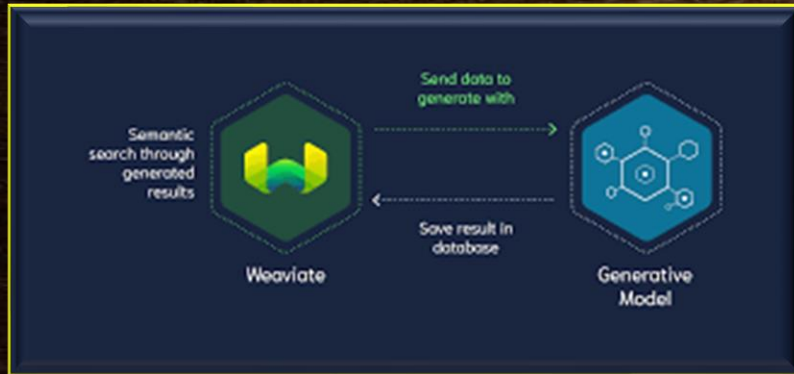 Send data to
generate with
Semantic
search through
generated
results
Save result in
database
Weaviate
Generative
Model